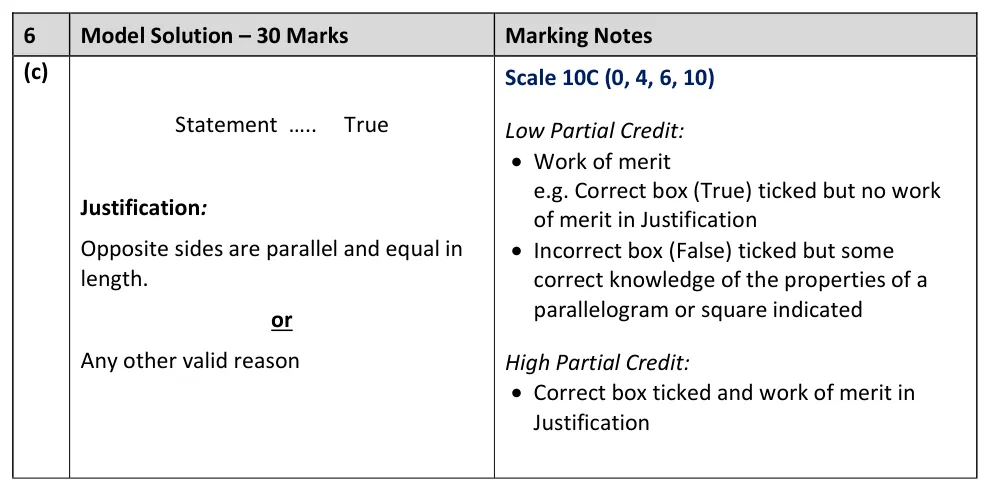 6 Model Solution – 30 Marks Marking Notes
(c)
Statement ….. True
Justification:
Opposite sides are parallel and equal in
length.
or
Any other valid reason
Scale 10C (0, 4, 6, 10)
Low Partial Credit:
• Work of merit
e.g. Correct box (True) ticked but no work
of merit in Justification
• Incorrect box (False) ticked but some
correct knowledge of the properties of a
parallelogram or square indicated
High Partial Credit:
• Correct box ticked and work of merit in
Justification